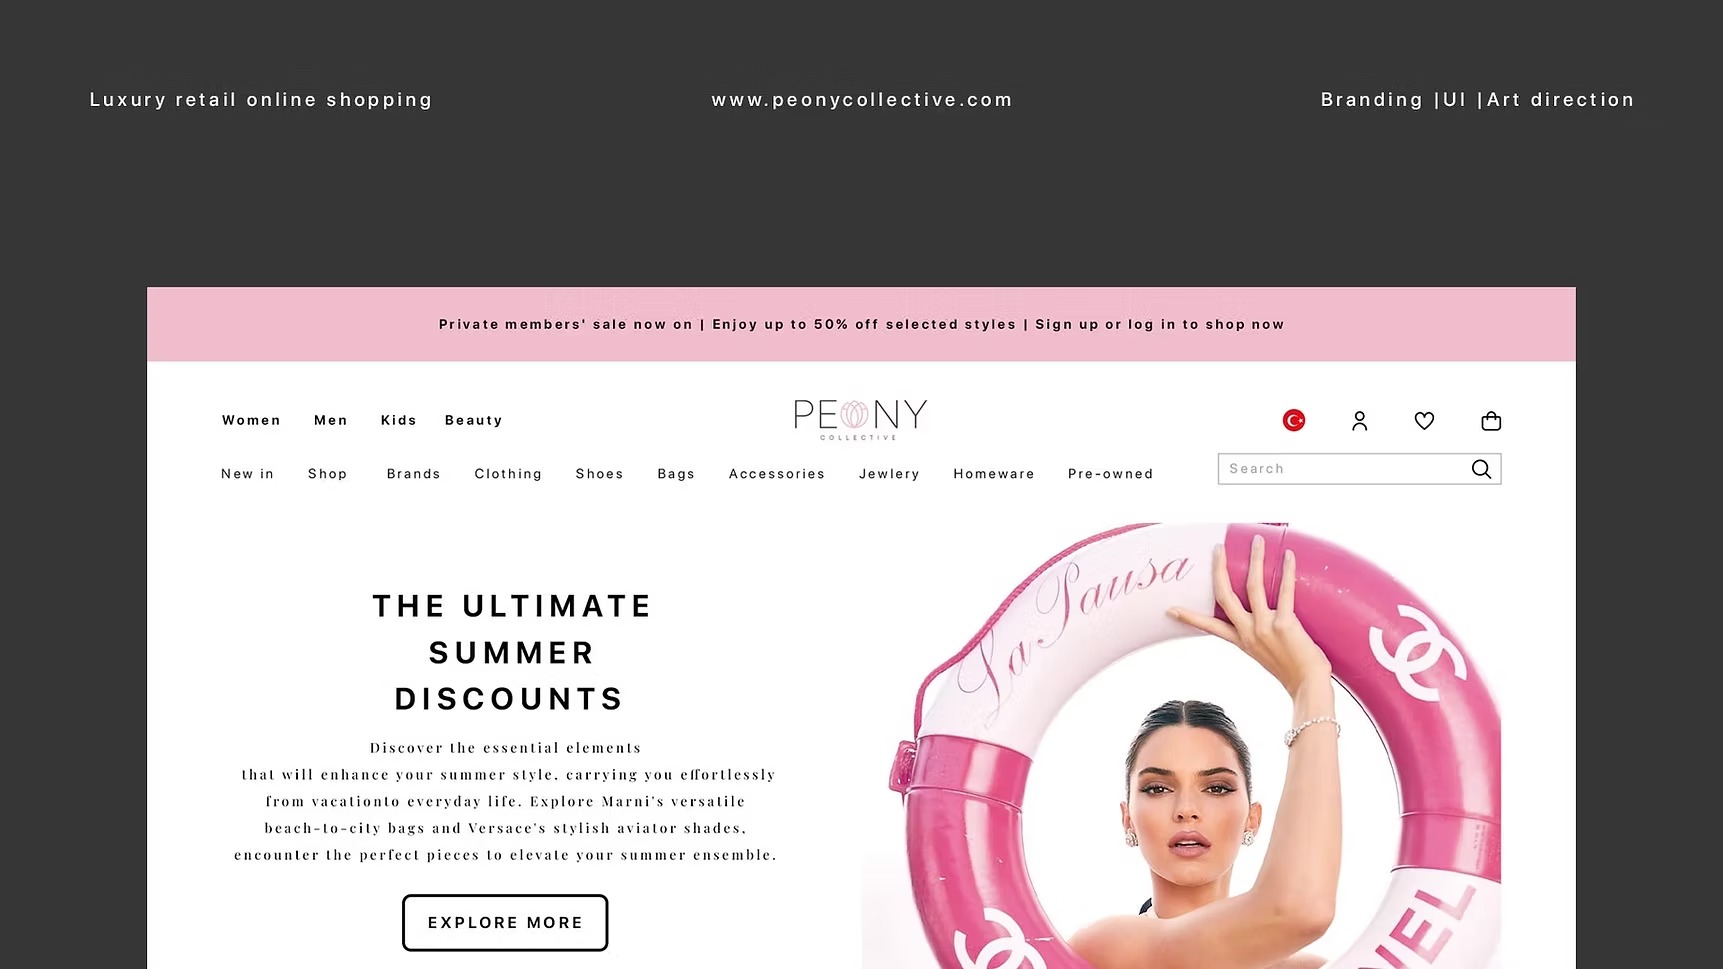 Luxury retail online shopping
www.peonycollective.com
Branding |UI |Art direction
Private members' sale now on | Enjoy up to 50% off selected styles | Sign up or log in to shop now
Women Men Kids Beauty
PEONY
COLLECTIVE
New in Shop Brands Clothing Shoes Bags Accessories Jewlery Homeware Pre-owned
Search
THE ULTIMATE
SUMMER
DISCOUNTS
Discover the essential elements
that will enhance your summer style, carrying you effortlessly
from vacationto everyday life. Explore Marni's versatile
beach-to-city bags and Versace's stylish aviator shades,
encounter the perfect pieces to elevate your summer ensemble.
EXPLORE MORE
La Pausa
NEL